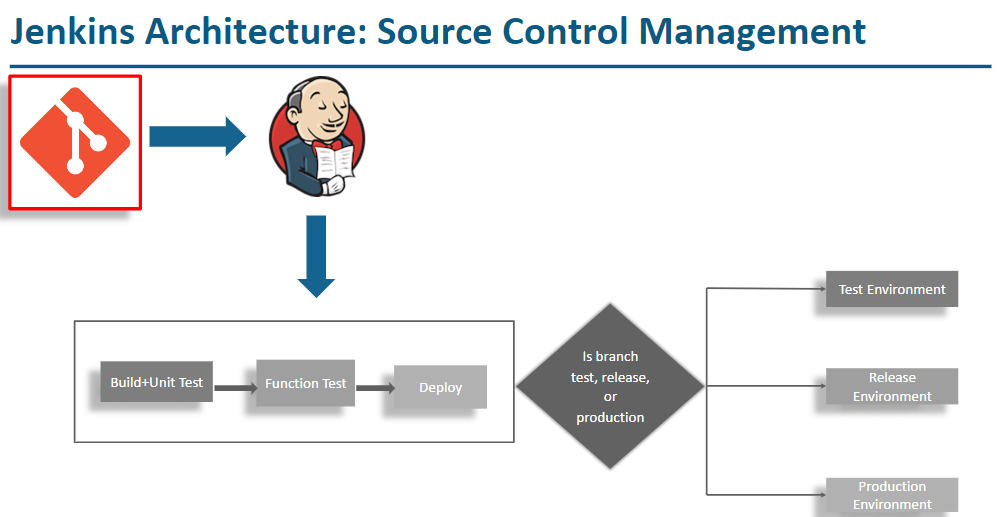 Jenkins Architecture: Source Control Management
Build+Unit Test
Function Test
Deploy
Is branch
test, release,
or
production
Test Environment
Release
Environment
Production
Environment